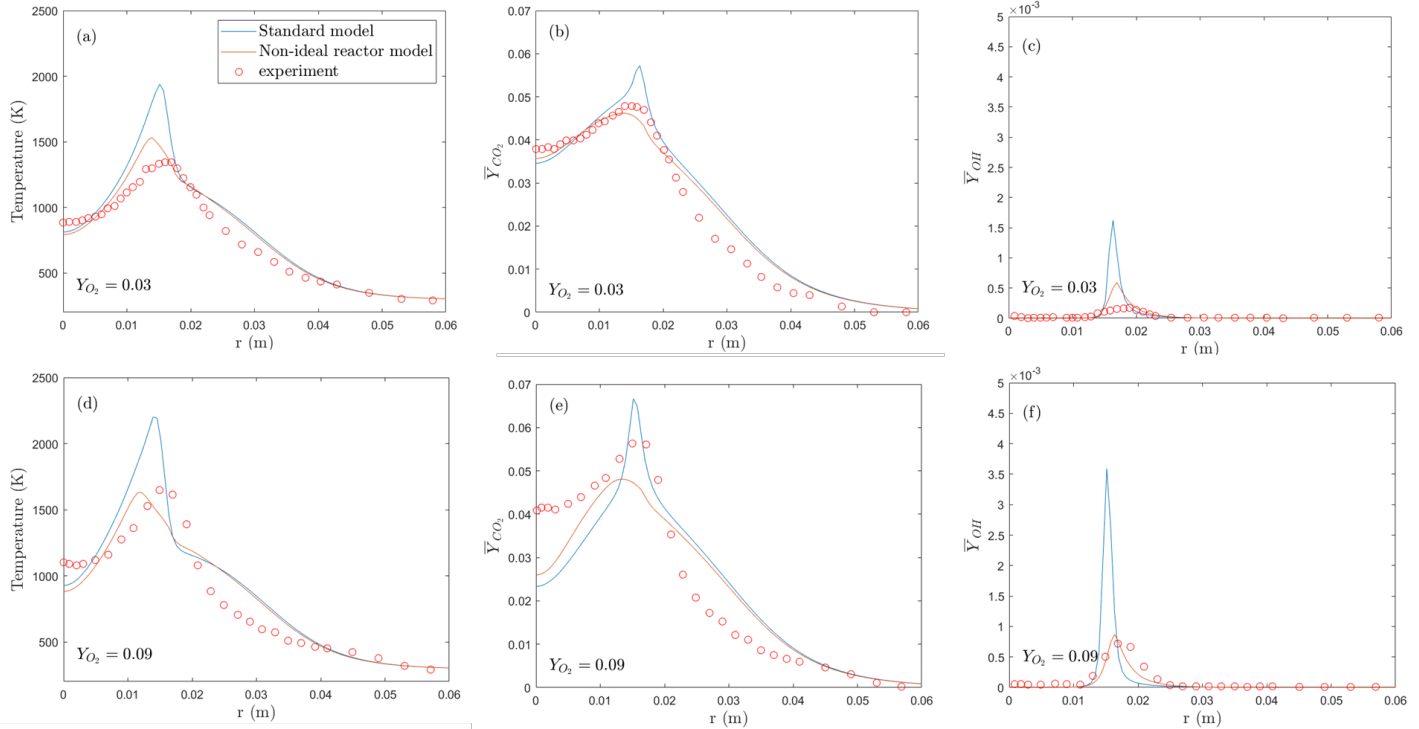 (a)
Standard model
Non-ideal reactor model
experiment
2500
2000
1500
1000
500
Temperature (K)
Y_{O_2} = 0.03
0 0.01 0.02 0.03 0.04 0.05 0.06
r (m)
(b)
0.07
0.06
0.05
0.04
0.03
0.02
0.01
0
\overline{Y}_{CO_2}
Y_{O_2} = 0.03
0 0.01 0.02 0.03 0.04 0.05 0.06
r (m)
×10^{-3}
(c)
5
4.5
4
3.5
3
2.5
2
1.5
1
0.5
0
\overline{Y}_{OH}
Y_{O_2} = 0.03
0 0.01 0.02 0.03 0.04 0.05 0.06
r (m)
(d)
2500
2000
1500
1000
500
Temperature (K)
Y_{O_2} = 0.09
0 0.01 0.02 0.03 0.04 0.05 0.06
r (m)
(e)
0.07
0.06
0.05
0.04
0.03
0.02
0.01
0
\overline{Y}_{CO_2}
Y_{O_2} = 0.09
0 0.01 0.02 0.03 0.04 0.05 0.06
r (m)
×10^{-3}
(f)
5
4.5
4
3.5
3
2.5
2
1.5
1
0.5
0
\overline{Y}_{OH}
Y_{O_2} = 0.09
0 0.01 0.02 0.03 0.04 0.05 0.06
r (m)